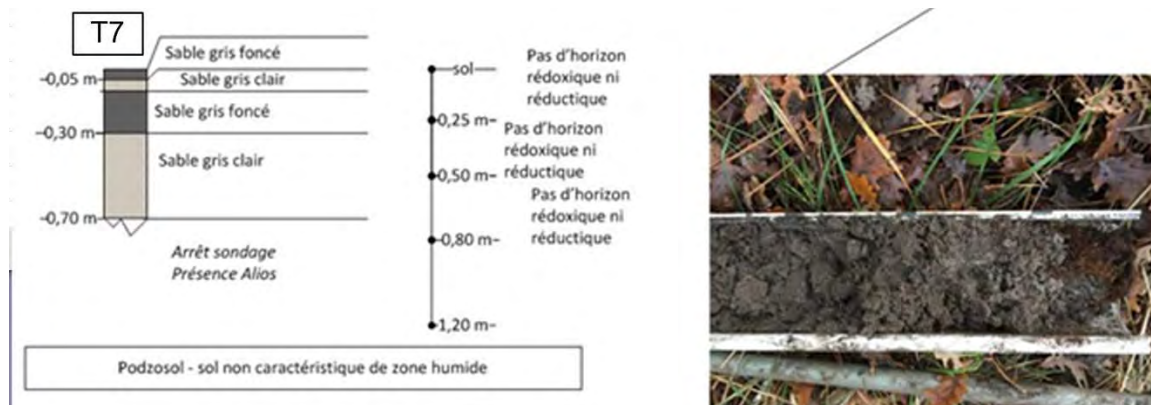 T7
Sable gris foncé
-0,05 m
Sable gris clair
Sable gris foncé
-0,30 m
Sable gris clair
-0,70 m
Arrêt sondage
Présence Alios
sol
Pas d'horizon
rédoxique ni
réductique
0,25 m
Pas d'horizon
rédoxique ni
réductique
0,50 m
Pas d'horizon
rédoxique ni
réductique
0,80 m
1,20 m
Podzosol - sol non caractéristique de zone humide